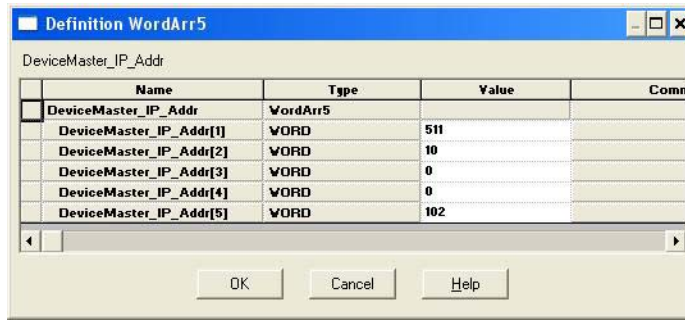 Definition WordArr5
DeviceMaster_IP_Addr
Name Type Value Comm
DeviceMaster_IP_Addr WordArr5
DeviceMaster_IP_Addr[1] WORD 511
DeviceMaster_IP_Addr[2] WORD 10
DeviceMaster_IP_Addr[3] WORD 0
DeviceMaster_IP_Addr[4] WORD 0
DeviceMaster_IP_Addr[5] WORD 102
OK Cancel Help